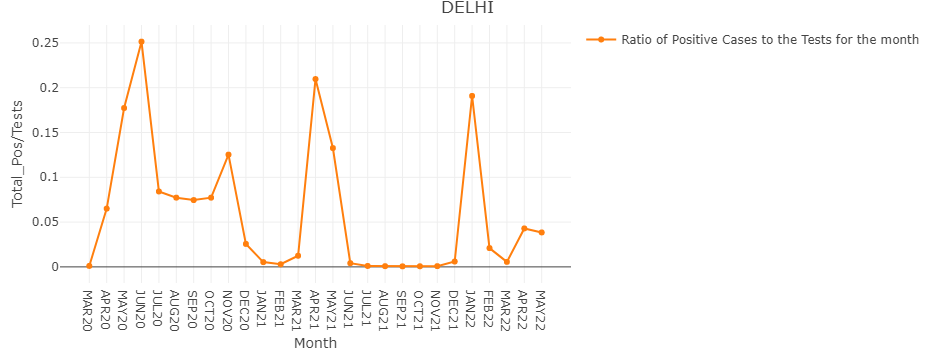 DELHI
Ratio of Positive Cases to the Tests for the month
Total_Pos/Tests
0.25
0.2
0.15
0.1
0.05
0
MAR20
APR20
MAY20
JUN20
JUL20
AUG20
SEP20
OCT20
NOV20
DEC20
JAN21
FEB21
MAR21
APR21
MAY21
JUN21
JUL21
AUG21
SEP21
OCT21
NOV21
DEC21
JAN22
FEB22
MAR22
APR22
MAY22
Month